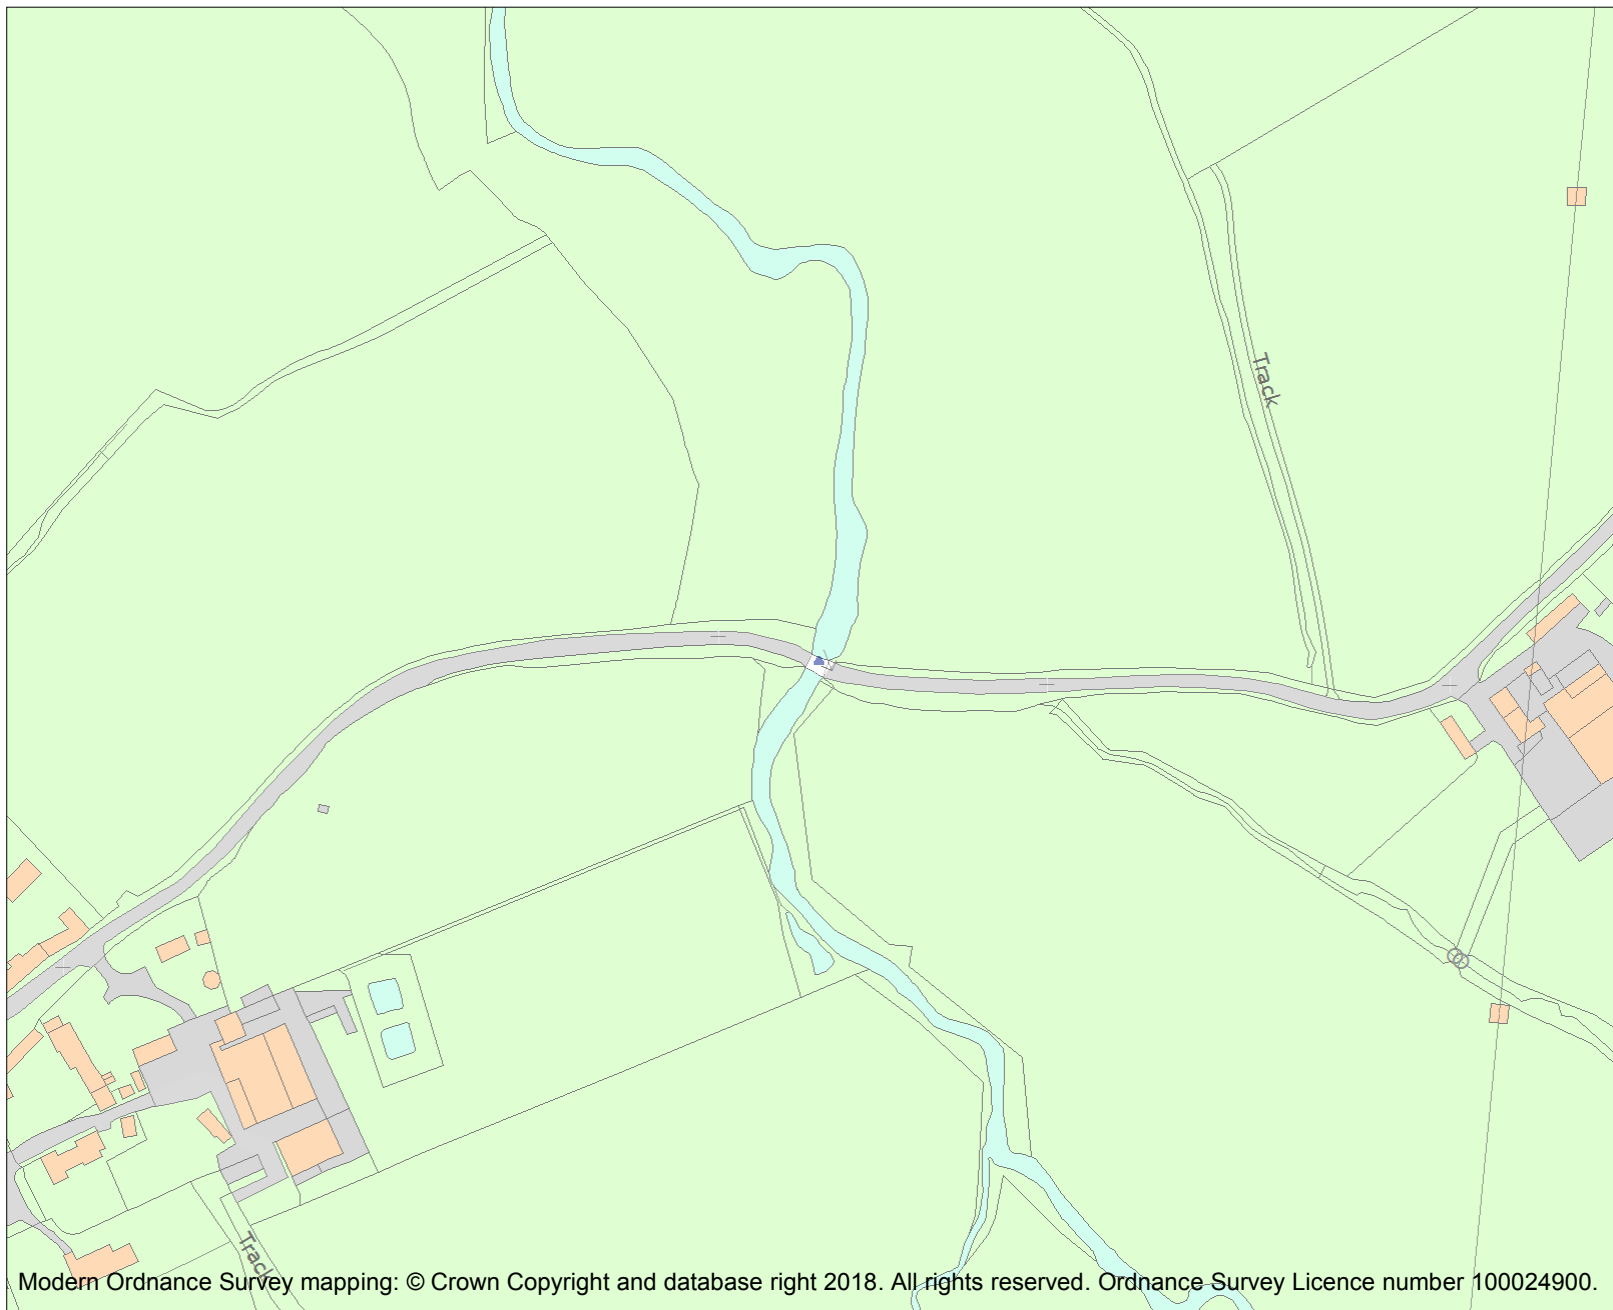 Track
Track
Modern Ordnance Survey mapping: © Crown Copyright and database right 2018. All rights reserved. Ordnance Survey Licence number 100024900.